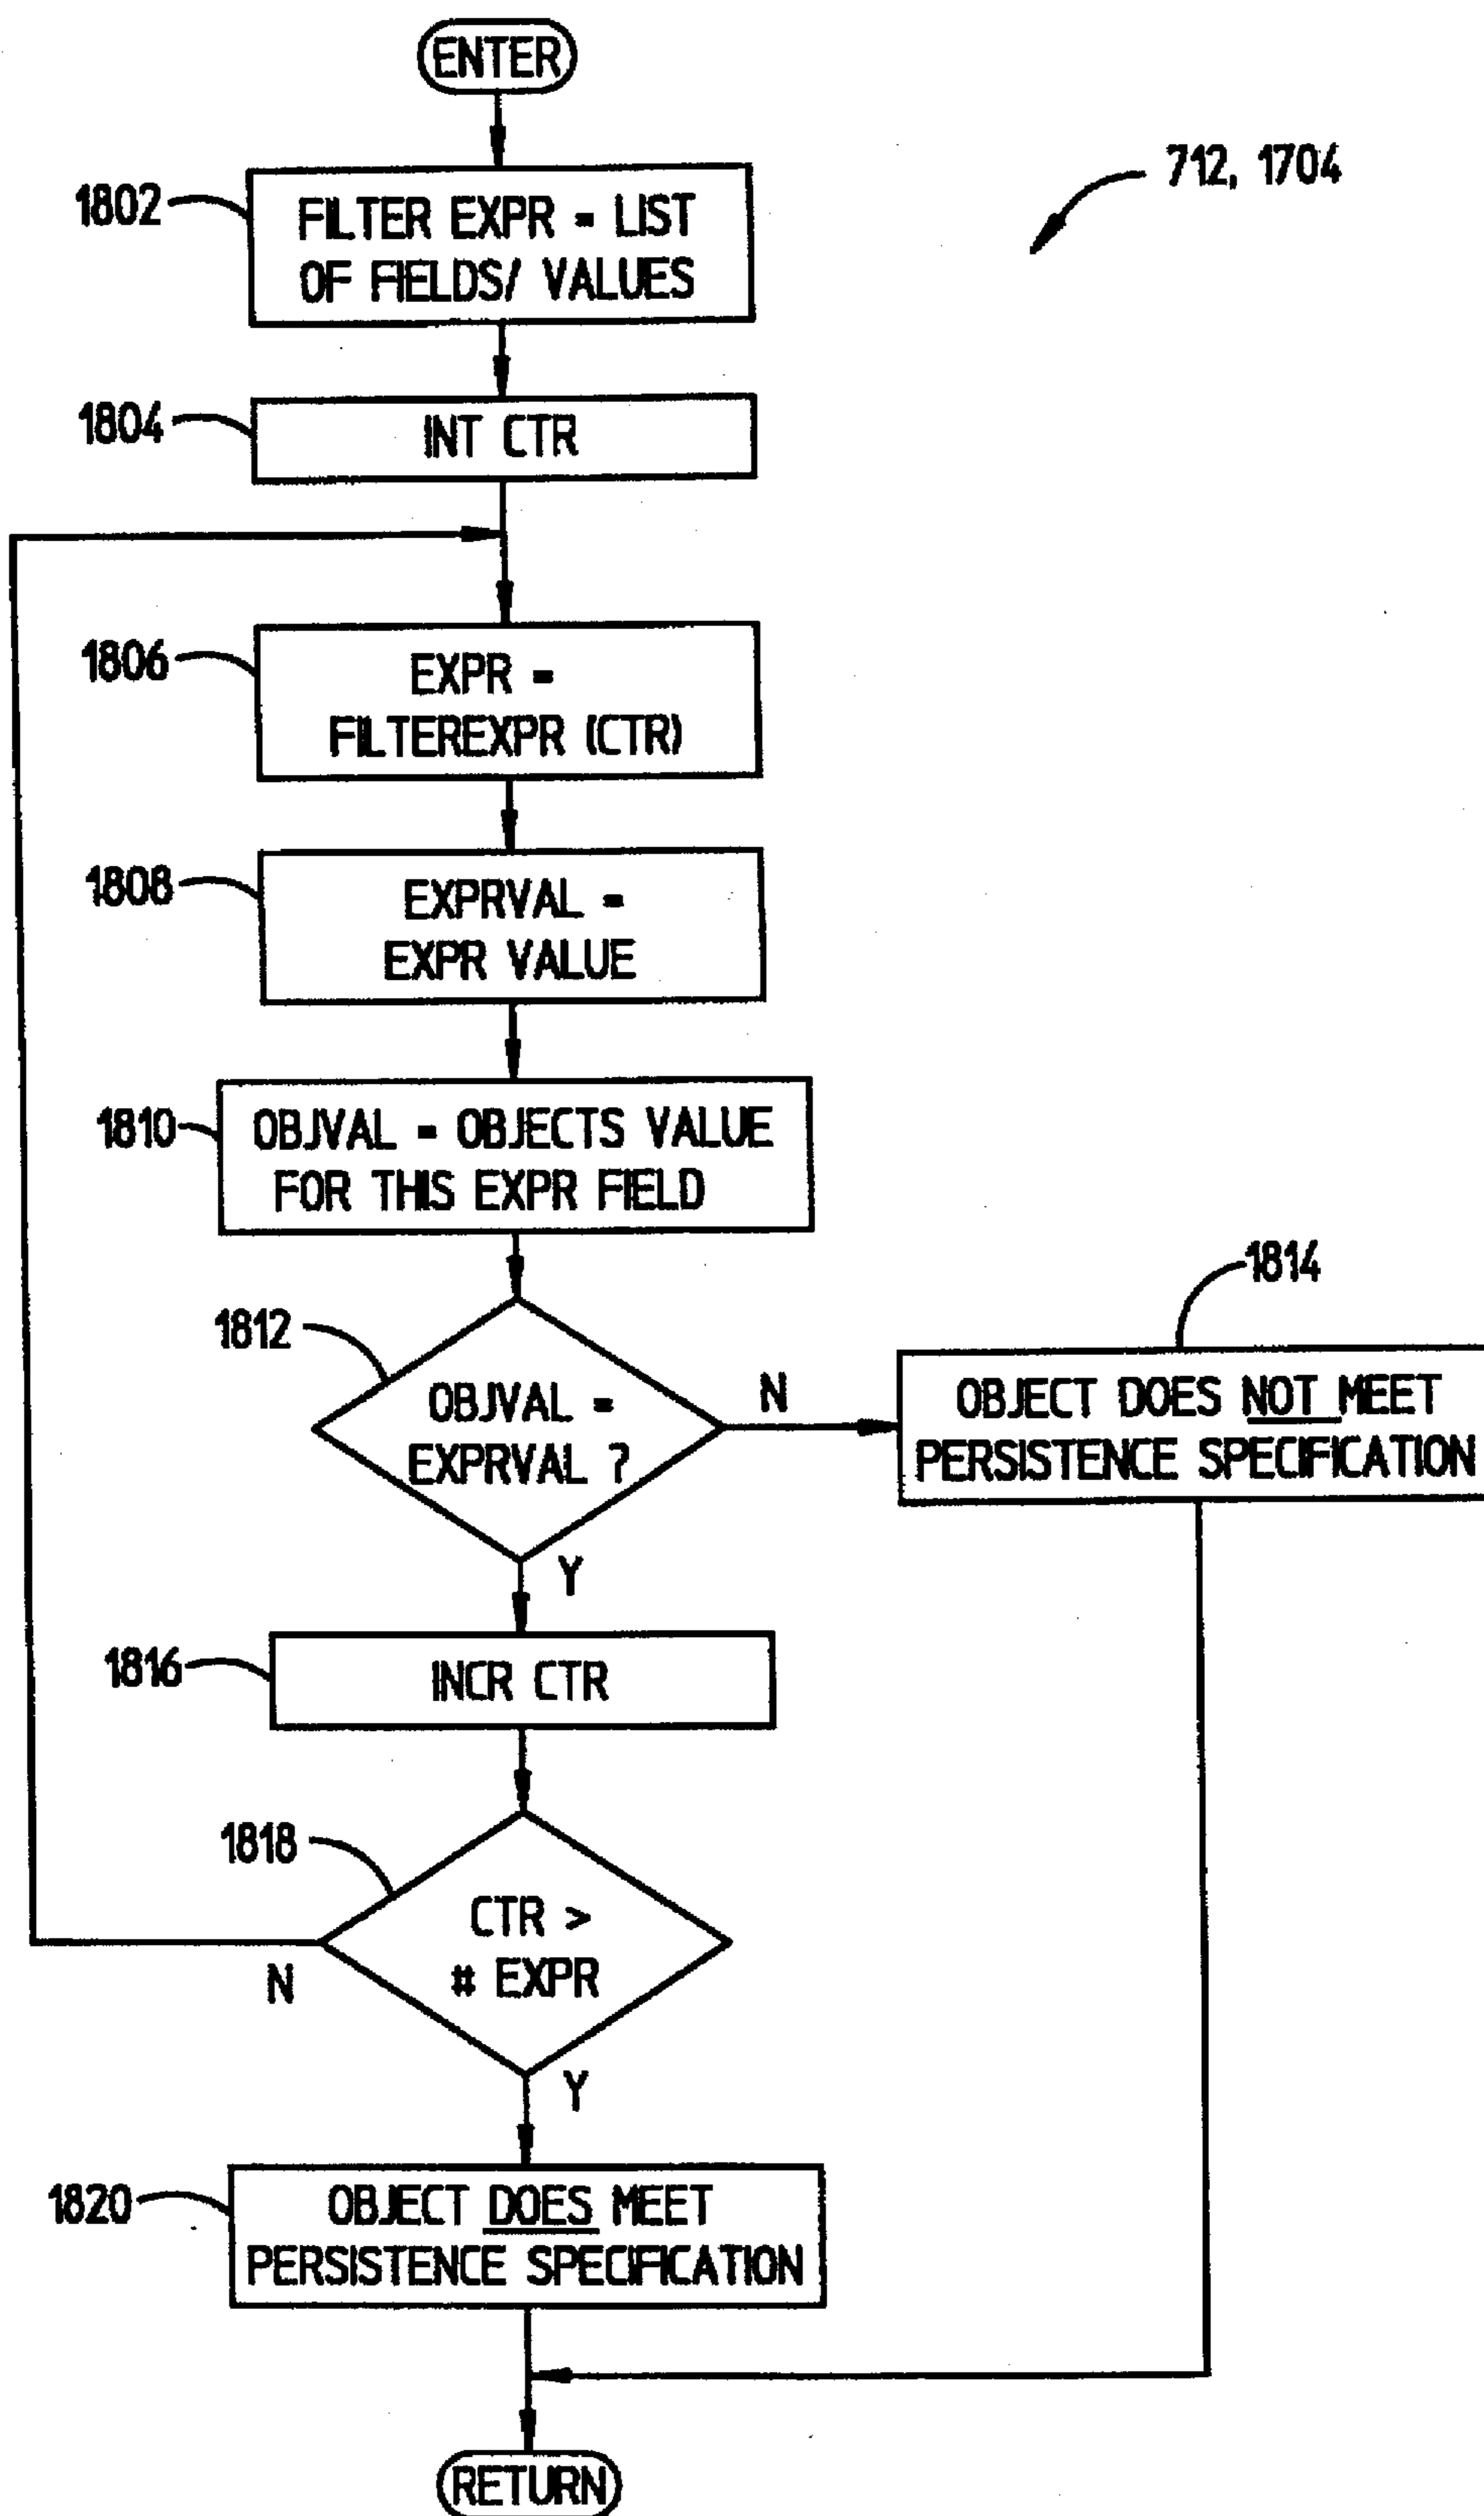 ENTER
712, 1704
1802
FILTER EXPR = LIST
OF FIELDS/ VALUES
1804
INT CTR
1806
EXPR =
FILTEREXPR (CTR)
1808
EXPRVAL =
EXPR VALUE
1810
OBJVAL = OBJECTS VALUE
FOR THIS EXPR FIELD
1812
OBJVAL =
EXPRVAL ?
N
1814
OBJECT DOES NOT MEET
PERSISTENCE SPECIFICATION
Y
1816
INCR CTR
1818
CTR >
# EXPR
N
Y
1820
OBJECT DOES MEET
PERSISTENCE SPECIFICATION
RETURN